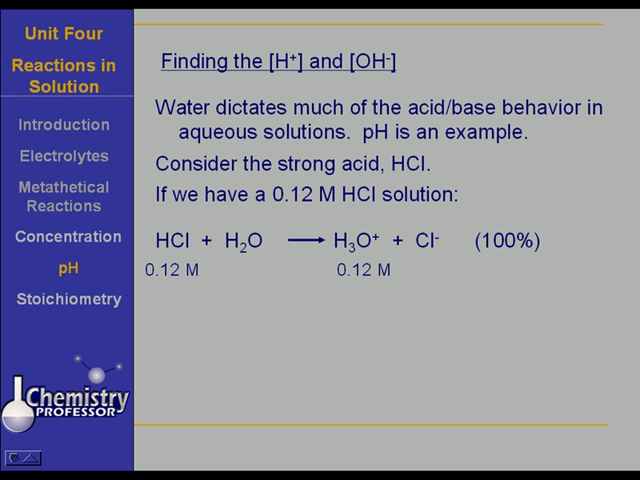 Unit Four
Reactions in
Solution
Introduction
Electrolytes
Metathetical
Reactions
Concentration
pH
Stoichiometry
Chemistry
PROFESSOR
Finding the [H⁺] and [OH⁻]
Water dictates much of the acid/base behavior in
aqueous solutions. pH is an example.
Consider the strong acid, HCl.
If we have a 0.12 M HCl solution:
HCl + H₂O ⟶ H₃O⁺ + Cl⁻ (100%)
0.12 M 0.12 M